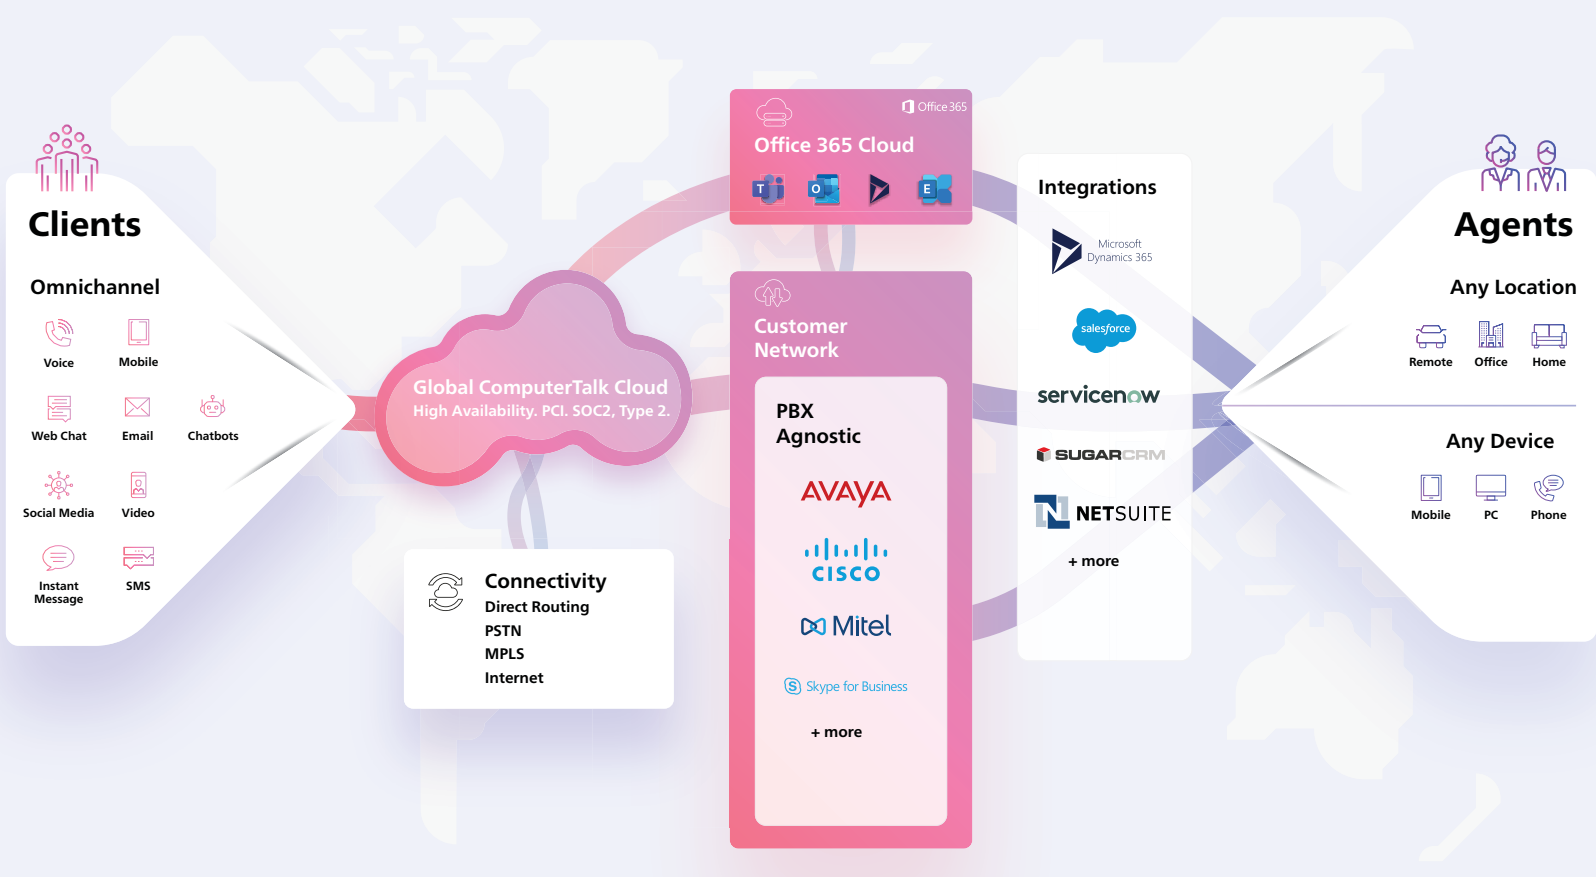 Clients
Omnichannel
Voice
Mobile
Web Chat
Email
Chatbots
Social Media
Video
Instant
Message
SMS
Global ComputerTalk Cloud
High Availability. PCI. SOC2, Type 2.
Connectivity
Direct Routing
PSTN
MPLS
Internet
Office 365
Office 365 Cloud
T
O
E
Customer
Network
PBX
Agnostic
AVAYA
CISCO
Mitel
S Skype for Business
+ more
Integrations
Microsoft
Dynamics 365
salesforce
servicenow
SUGARCRM
N NETSUITE
+ more
Agents
Any Location
Remote
Office
Home
Any Device
Mobile
PC
Phone